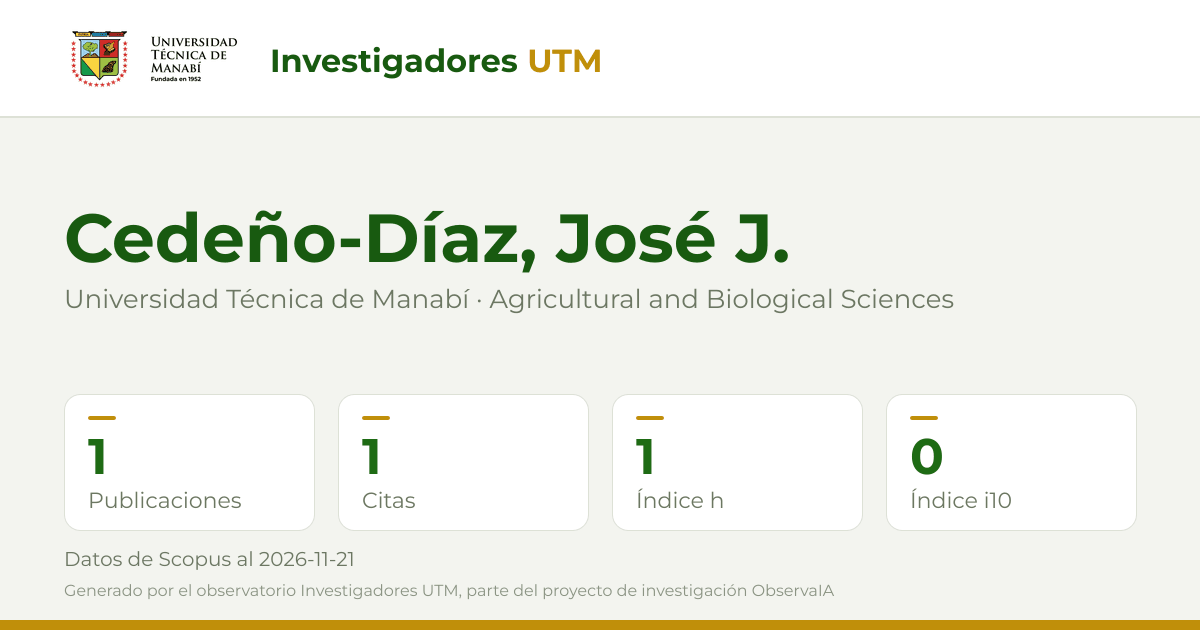 UNIVERSIDAD
TÉCNICA DE
MANABÍ
Fundada en 1952
Investigadores UTM
Cedeño-Díaz, José J.
Universidad Técnica de Manabí · Agricultural and Biological Sciences
1
Publicaciones
1
Citas
1
Índice h
0
Índice i10
Datos de Scopus al 2026-11-21
Generado por el observatorio Investigadores UTM, parte del proyecto de investigación ObservaIA